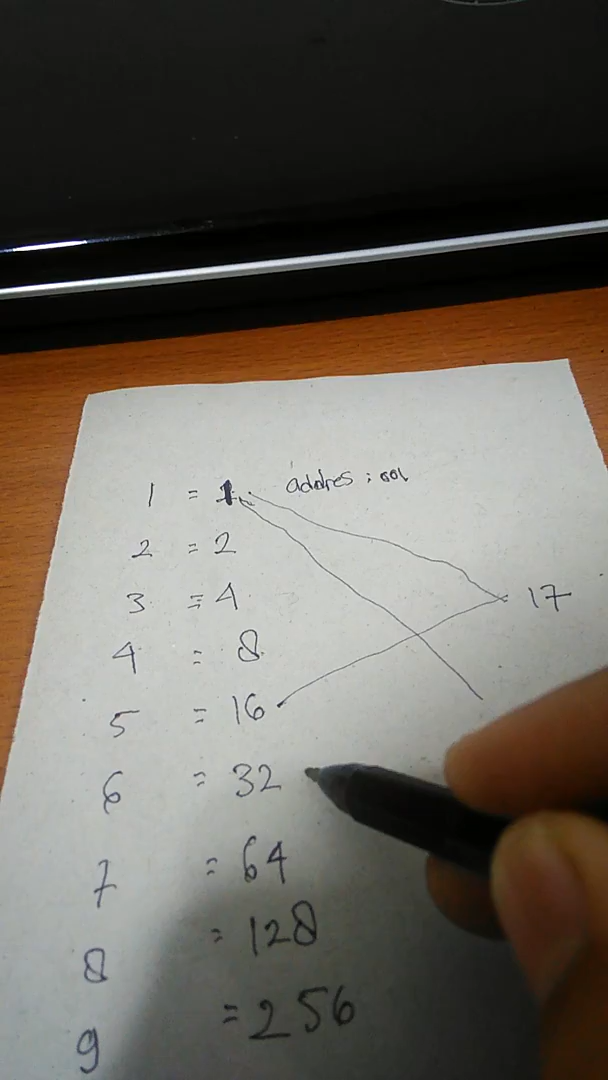 1 = 1 addres : 001
2 = 2
3 = 4
17
4 = 8
5 = 16
6 = 32
7 = 64
8 = 128
9 = 256